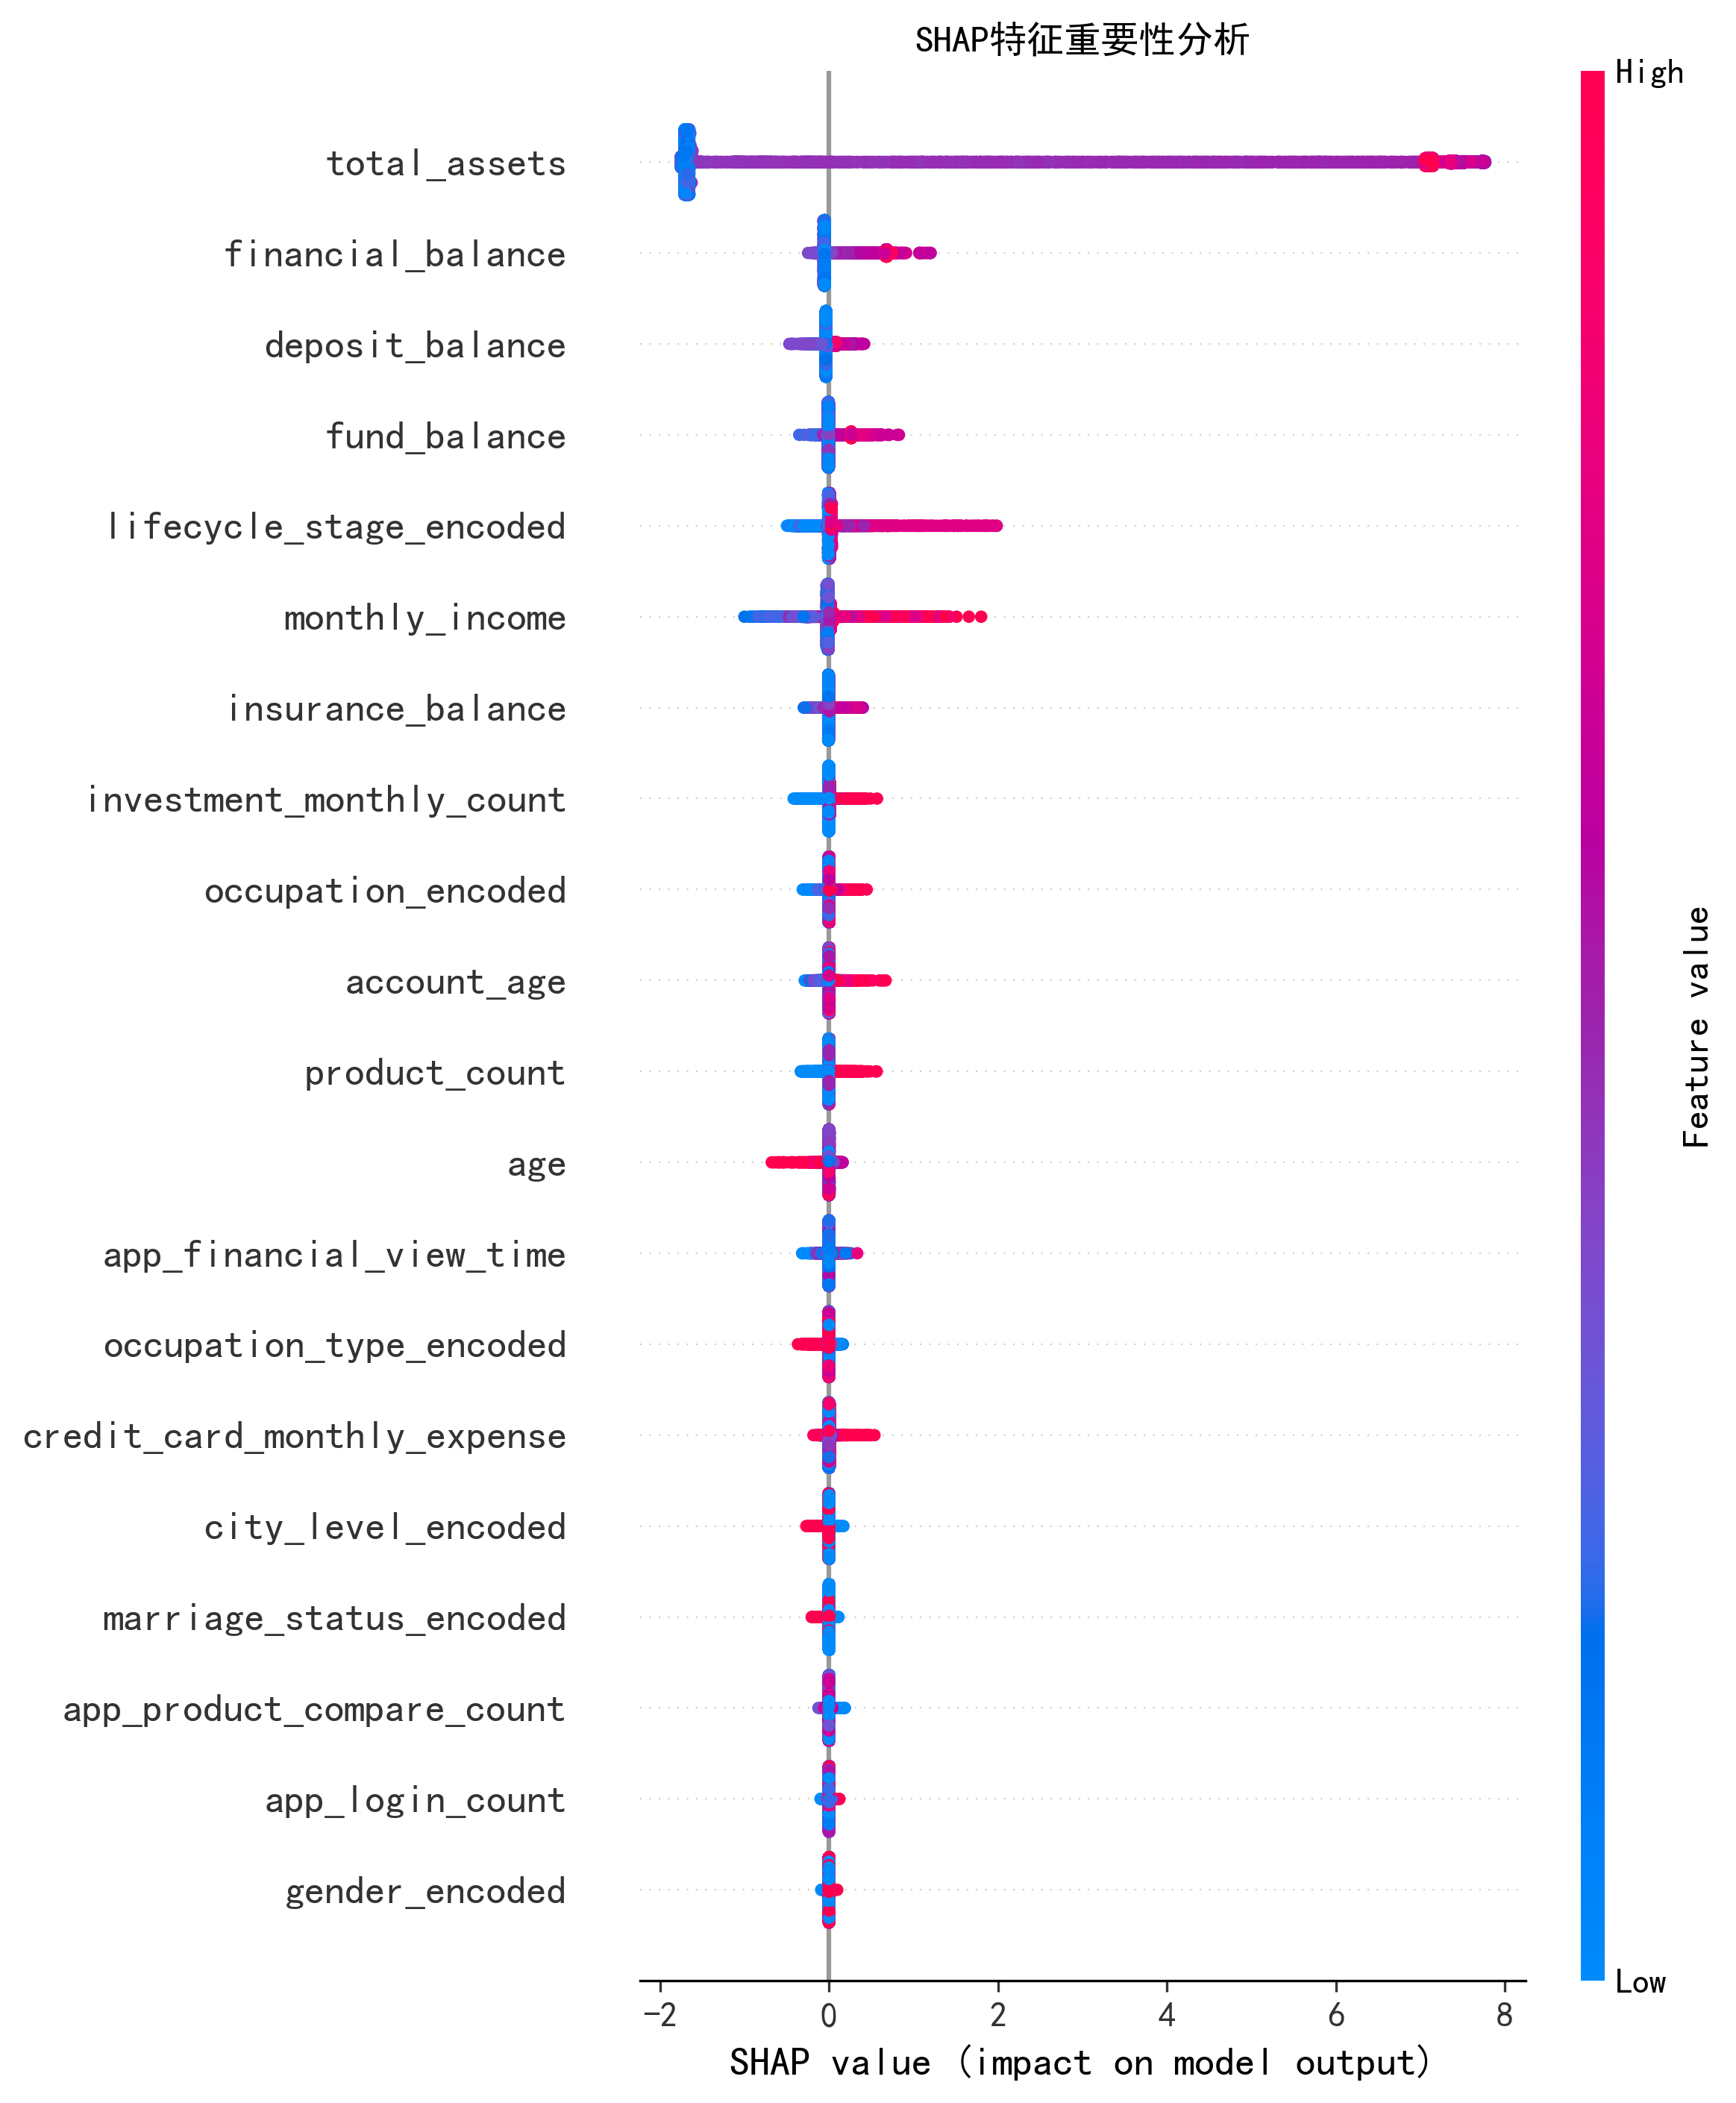 SHAP特征重要性分析
High
total_assets
financial_balance
deposit_balance
fund_balance
lifecycle_stage_encoded
monthly_income
insurance_balance
investment_monthly_count
occupation_encoded
account_age
product_count
age
app_financial_view_time
occupation_type_encoded
credit_card_monthly_expense
city_level_encoded
marriage_status_encoded
app_product_compare_count
app_login_count
gender_encoded
Feature value
Low
−2 0 2 4 6 8
SHAP value (impact on model output)